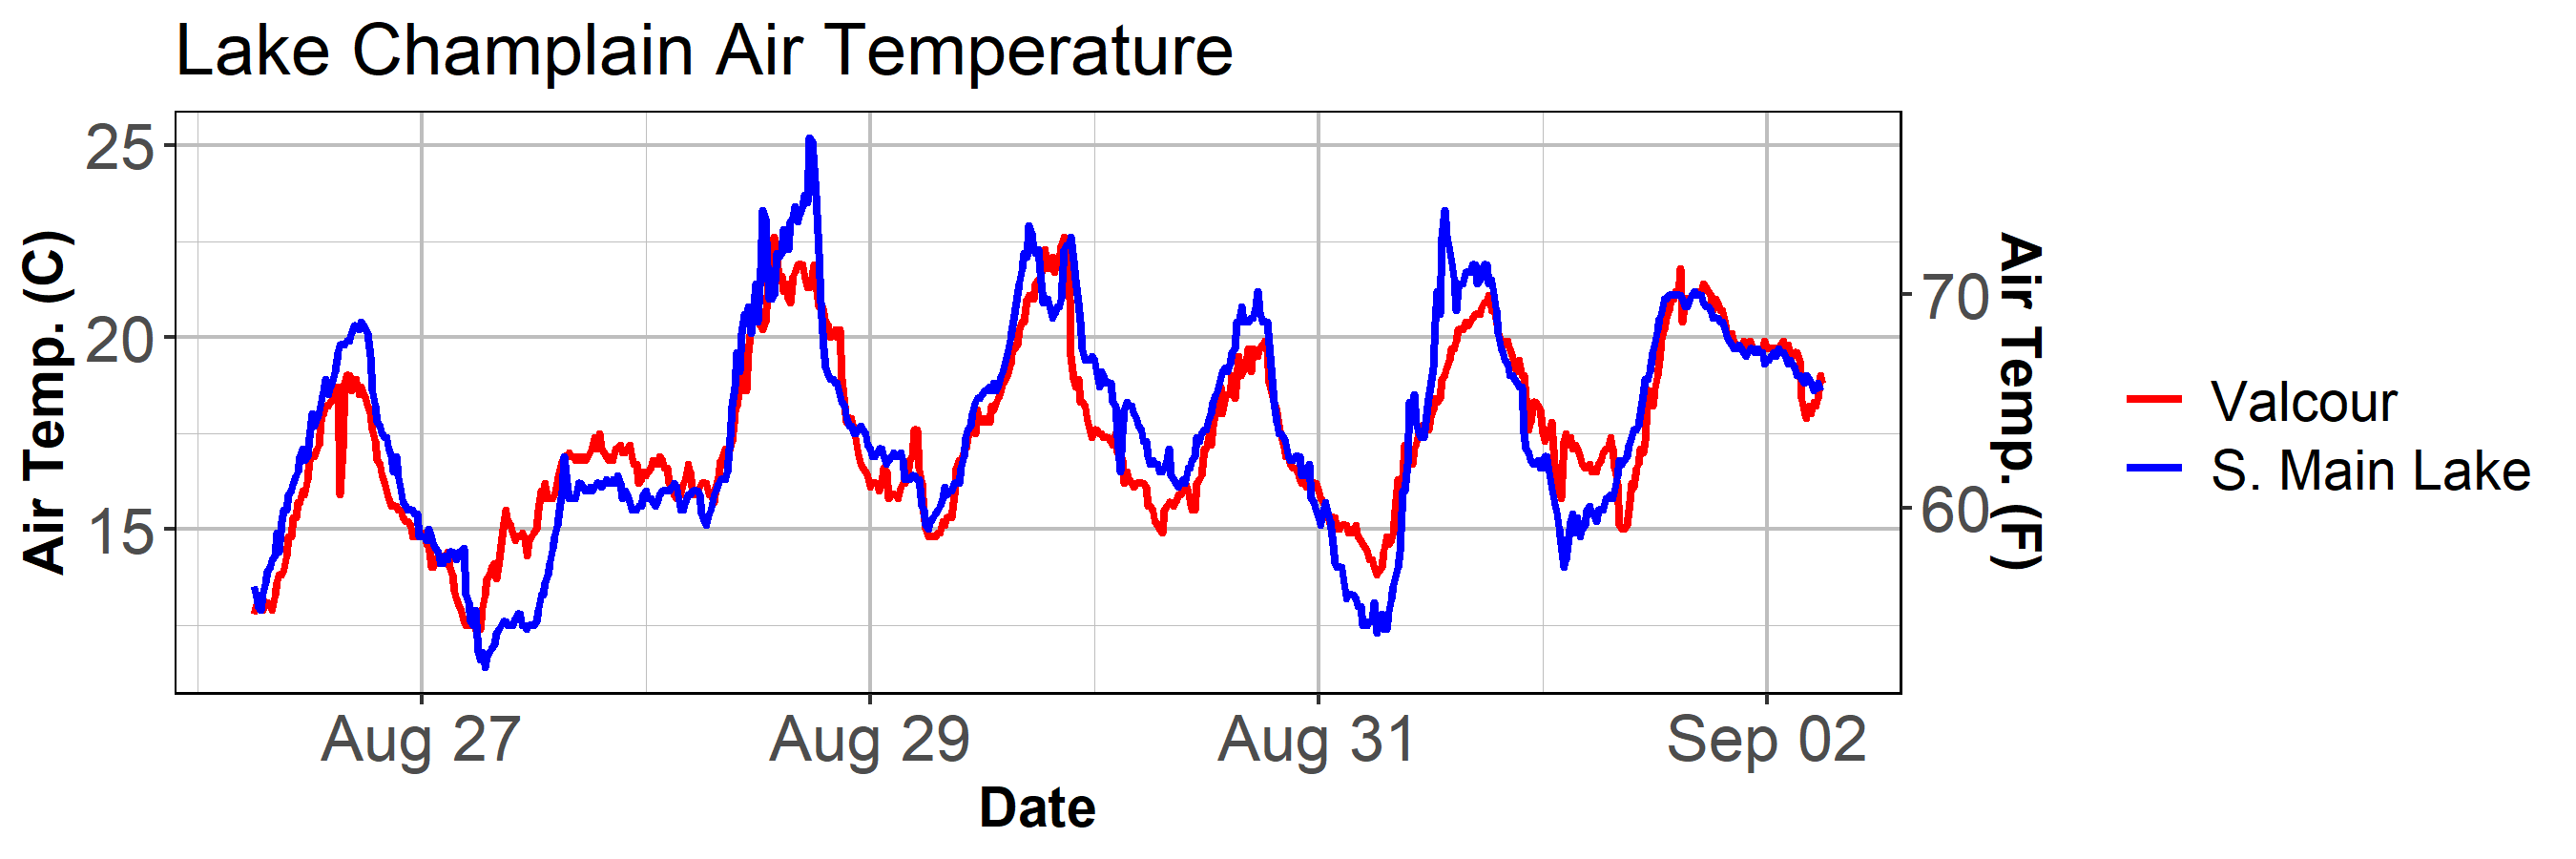 Lake Champlain Air Temperature
25
20
15
Air Temp. (C)
70
60
Air Temp. (F)
Aug 27
Aug 29
Aug 31
Sep 02
Date
Valcour
S. Main Lake